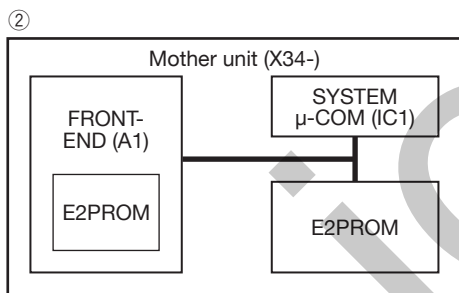 ②
Mother unit (X34-)
FRONT-
END (A1)
E2PROM
SYSTEM
µ-COM (IC1)
E2PROM